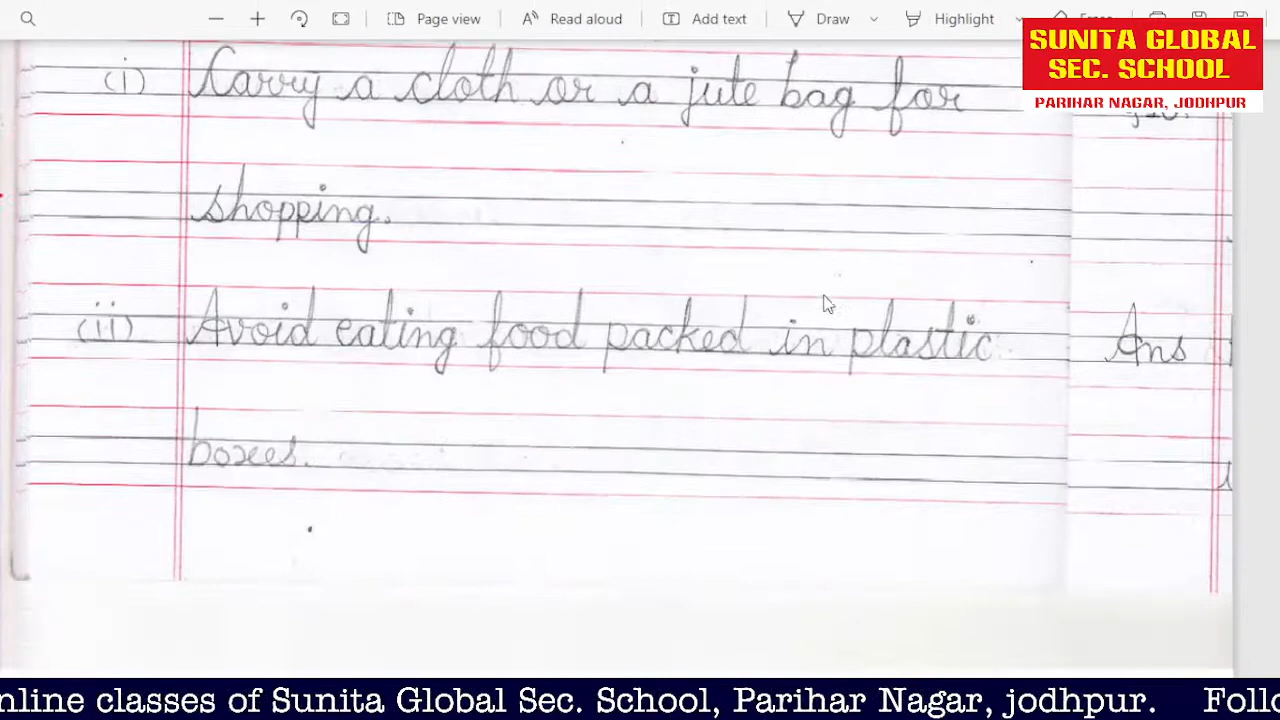 Page view
Read aloud
Add text
Draw
Highlight
SUNITA GLOBAL
SEC. SCHOOL
PARIHAR NAGAR, JODHPUR
(i) Carry a cloth or a jute bag for
shopping.
(ii) Avoid eating food packed in plastic
boxes.
Ans
nline classes of Sunita Global Sec. School, Parihar Nagar, jodhpur. Follo